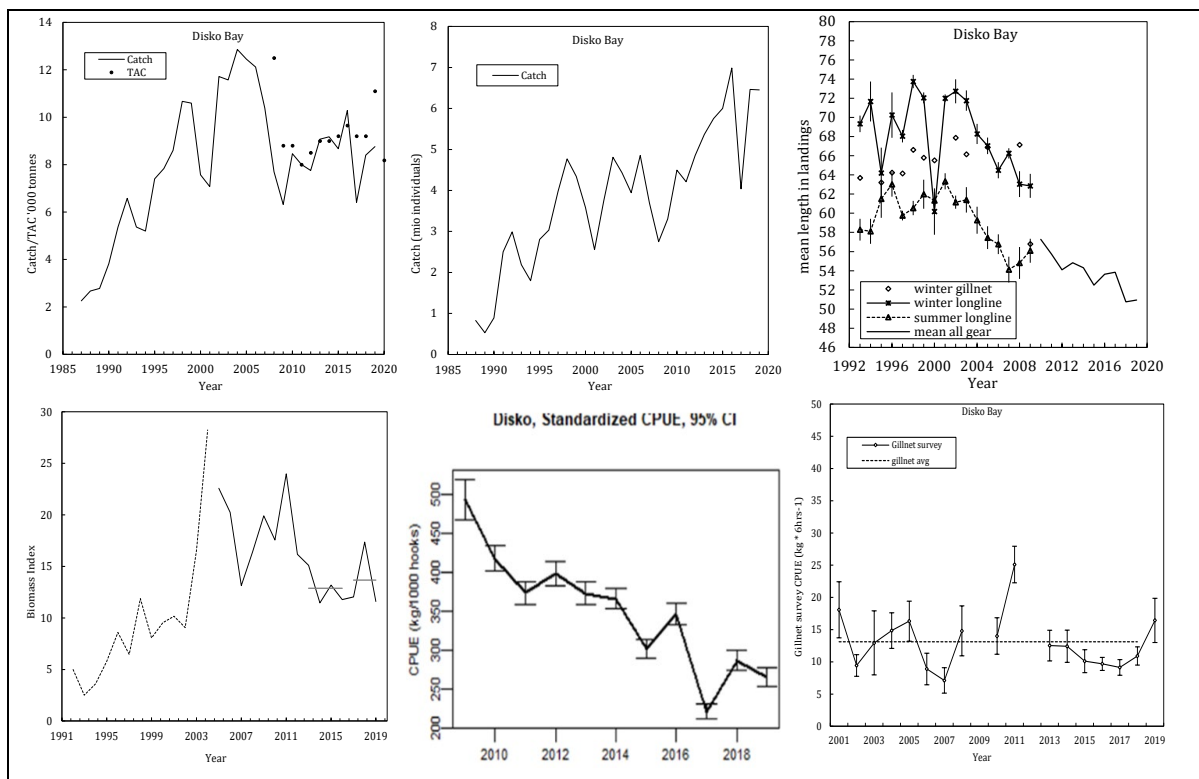 Disko Bay
Catch
TAC
Catch/TAC '000 tonnes
14
12
10
8
6
4
2
0
1985 1990 1995 2000 2005 2010 2015 2020
Year
Disko Bay
Catch
Catch (mio individuals)
8
7
6
5
4
3
2
1
0
1985 1990 1995 2000 2005 2010 2015 2020
Year
Disko Bay
mean length in landings
80
78
76
74
72
70
68
66
64
62
60
58
56
54
52
50
48
46
winter gillnet
winter longline
summer longline
mean all gear
1992 1996 2000 2004 2008 2012 2016 2020
Year
Biomass Index
30
25
20
15
10
5
0
1991 1995 1999 2003 2007 2011 2015 2019
Year
Disko, Standardized CPUE, 95% CI
CPUE (kg/1000 hooks)
500
450
400
350
300
250
200
2010 2012 2014 2016 2018
Disko Bay
Gillnet survey
gillnet avg
Gillnet survey CPUE (kg * 6hrs-1)
50
45
40
35
30
25
20
15
10
5
0
2001 2003 2005 2007 2009 2011 2013 2015 2017 2019
Year